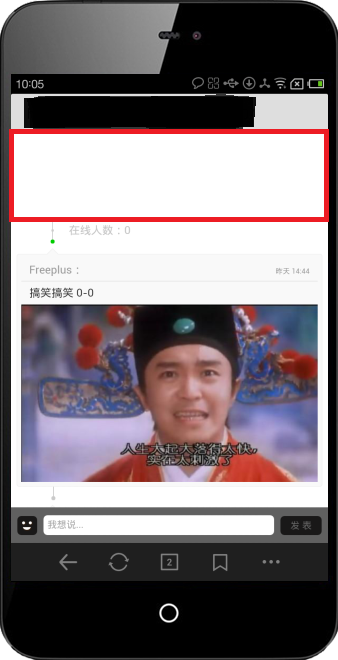 10:05
在线人数：0
Freeplus：
昨天 14:44
搞笑搞笑 0-0
人生大起大落得太快，
实在太刺激了
我想说...
发表
2